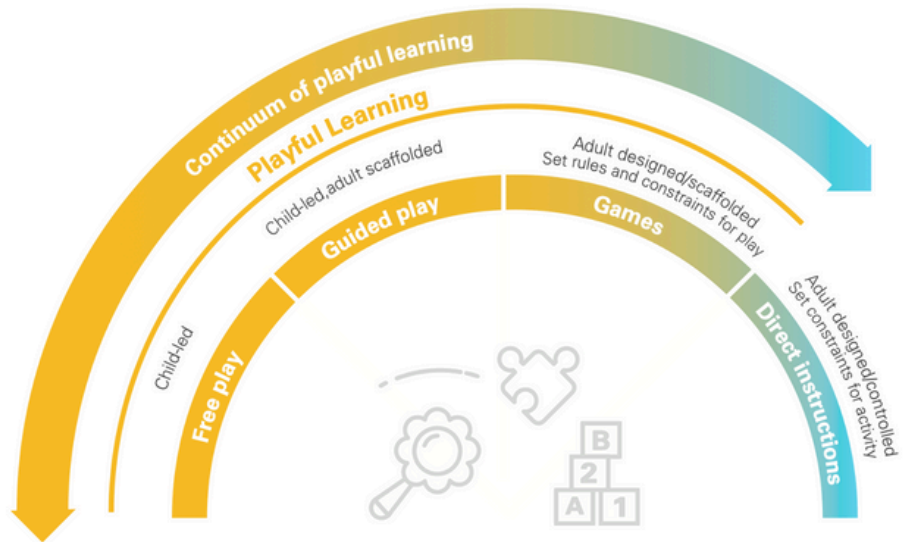 Continuum of playful learning
Playful Learning
Child-led
Free play
Child-led,adult scaffolded
Guided play
Adult designed/scaffolded
Set rules and constraints for play
Games
Adult designed/controlled
Set constraints for activity
Direct instructions
B
2
A 1